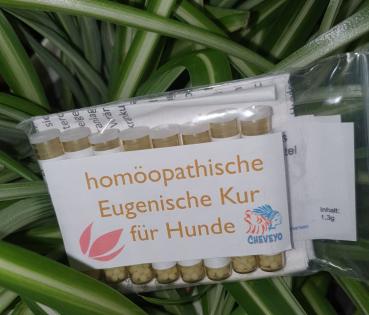 homöopathische
Eugenische Kur
für Hunde
CHEVEYO
Inhalt:
1,3g